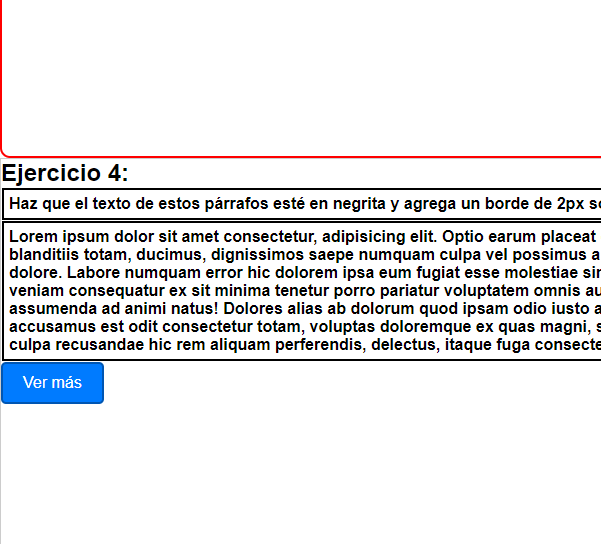 Ejercicio 4:
Haz que el texto de estos párrafos esté en negrita y agrega un borde de 2px
Lorem ipsum dolor sit amet consectetur, adipisicing elit. Optio earum placeat
blanditiis totam, ducimus, dignissimos saepe numquam culpa vel possimus a
dolore. Labore numquam error hic dolorem ipsa eum fugiat esse molestiae
veniam consequatur ex sit minima tenetur porro pariatur voluptatem omnis
assumenda ad animi natus! Dolores alias ab dolorum quod ipsam odio iusto a
accusamus est odit consectetur totam, voluptas doloremque ex quas magni,
culpa recusandae hic rem aliquam perferendis, delectus, itaque fuga
Ver más